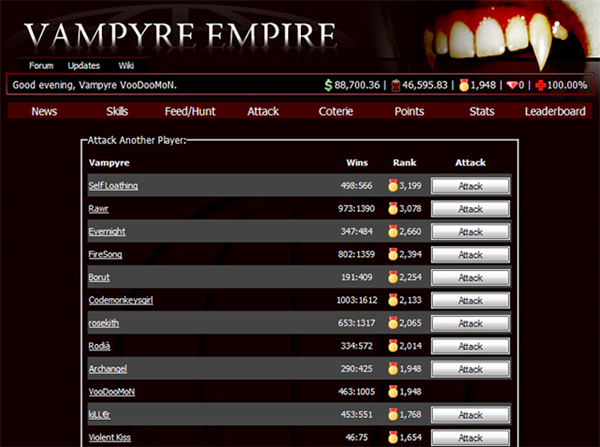 VAMPYRE EMPIRE
Forum Updates Wiki
Good evening, Vampyre VooDooMoN. 88,700.36 | 46,595.83 | 1,948 | 0 | 100.00%
News Skills Feed/Hunt Attack Coterie Points Stats Leaderboard
Attack Another Player:
Vampyre Wins Rank Attack
Self Loathing 498:566 3,199 Attack
Rawr 973:1390 3,078 Attack
Evernight 347:484 2,660 Attack
FireSong 802:1359 2,394 Attack
Borut 191:409 2,254 Attack
Codemonkeysgirl 1003:1612 2,133 Attack
rosekith 653:1317 2,065 Attack
Rodià 334:572 2,014 Attack
Archangel 290:425 1,948 Attack
VooDooMoN 463:1005 1,948
kiLL€r 453:551 1,768 Attack
Violent Kiss 46:75 1,654 Attack